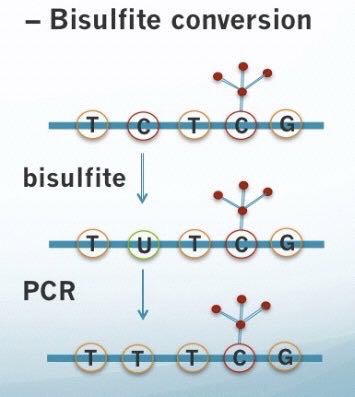 – Bisulfite conversion
T C T C G
bisulfite
T U T C G
PCR
T T T C G